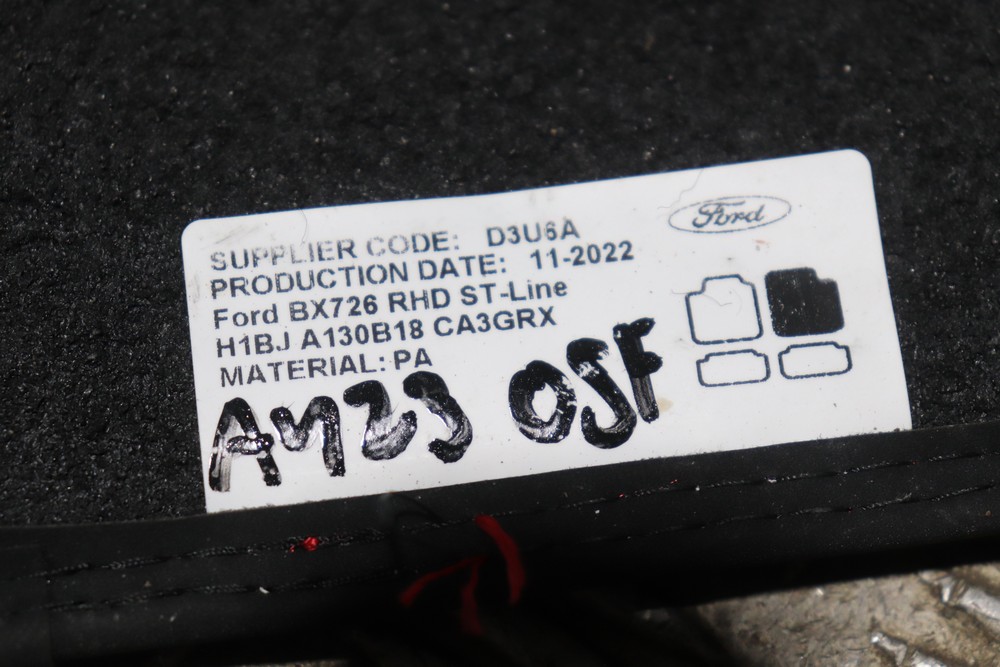 Ford
SUPPLIER CODE: D3U6A
PRODUCTION DATE: 11-2022
Ford BX726 RHD ST-Line
H1BJ A130B18 CA3GRX
MATERIAL: PA
AY23 OSF